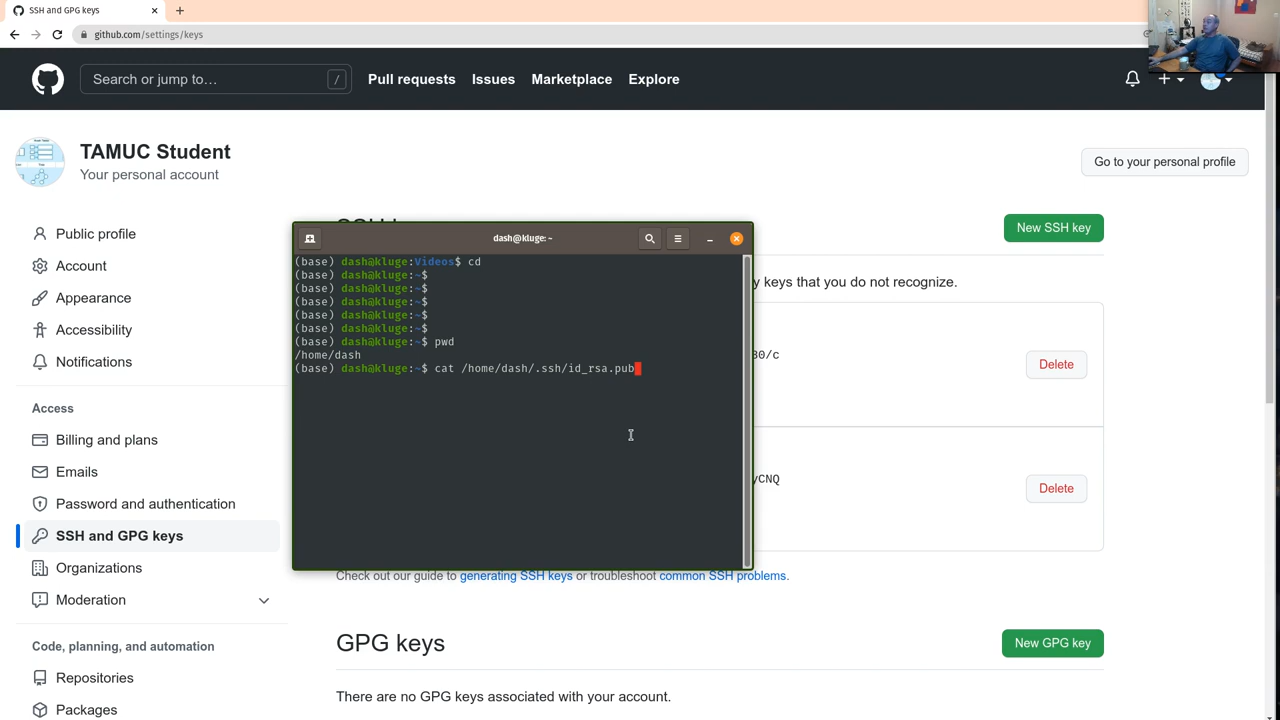 SSH and GPG keys
github.com/settings/keys
Search or jump to… /
Pull requests Issues Marketplace Explore
TAMUC Student
Your personal account
Go to your personal profile
Public profile
Account
Appearance
Accessibility
Notifications
Access
Billing and plans
Emails
Password and authentication
SSH and GPG keys
Organizations
Moderation
Code, planning, and automation
Repositories
Packages
New SSH key
keys that you do not recognize.
Delete
yCNQ
Delete
dash@kluge: ~
(base) dash@kluge:Videos$ cd
(base) dash@kluge:~$
(base) dash@kluge:~$
(base) dash@kluge:~$
(base) dash@kluge:~$
(base) dash@kluge:~$
(base) dash@kluge:~$ pwd
/home/dash
(base) dash@kluge:~$ cat /home/dash/.ssh/id_rsa.pub
Check out our guide to generating SSH keys or troubleshoot common SSH problems.
GPG keys
New GPG key
There are no GPG keys associated with your account.